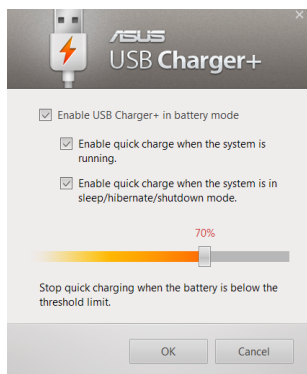 ASUS
USB Charger+
Enable USB Charger+ in battery mode
Enable quick charge when the system is
running.
Enable quick charge when the system is in
sleep/hibernate/shutdown mode.
70%
Stop quick charging when the battery is below the
threshold limit.
OK
Cancel